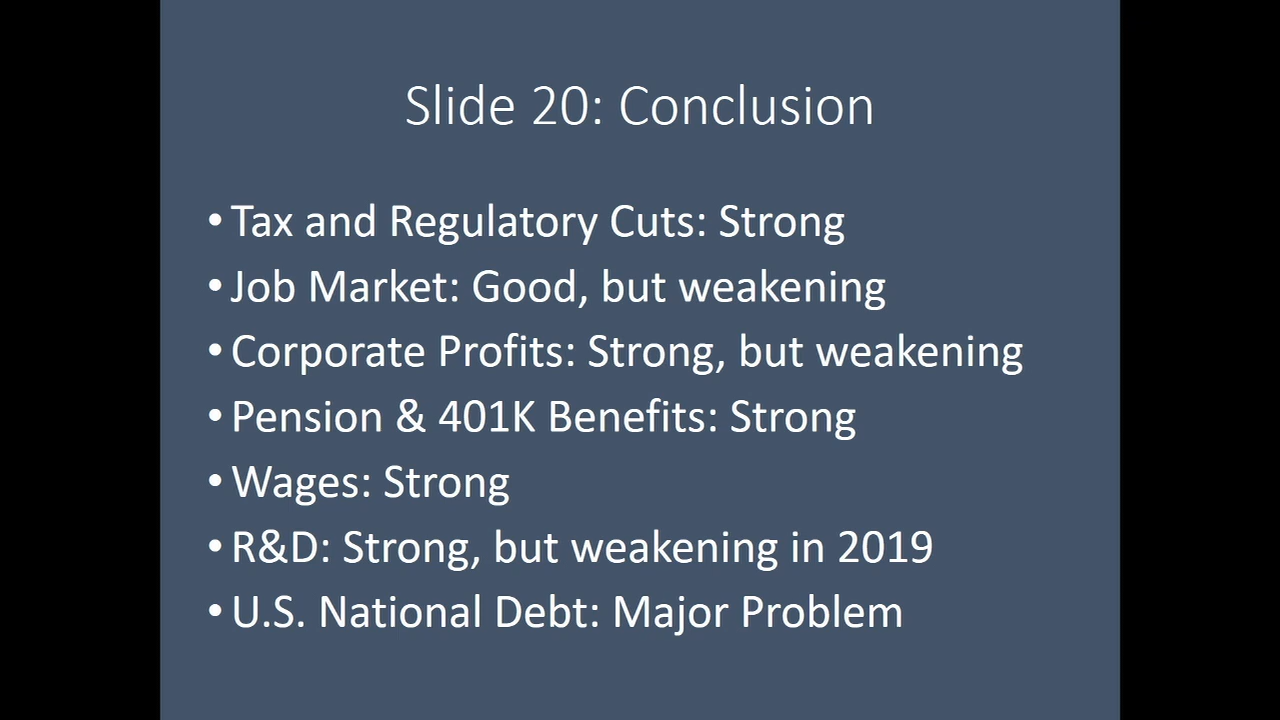 Slide 20: Conclusion
• Tax and Regulatory Cuts: Strong
• Job Market: Good, but weakening
• Corporate Profits: Strong, but weakening
• Pension & 401K Benefits: Strong
• Wages: Strong
• R&D: Strong, but weakening in 2019
• U.S. National Debt: Major Problem